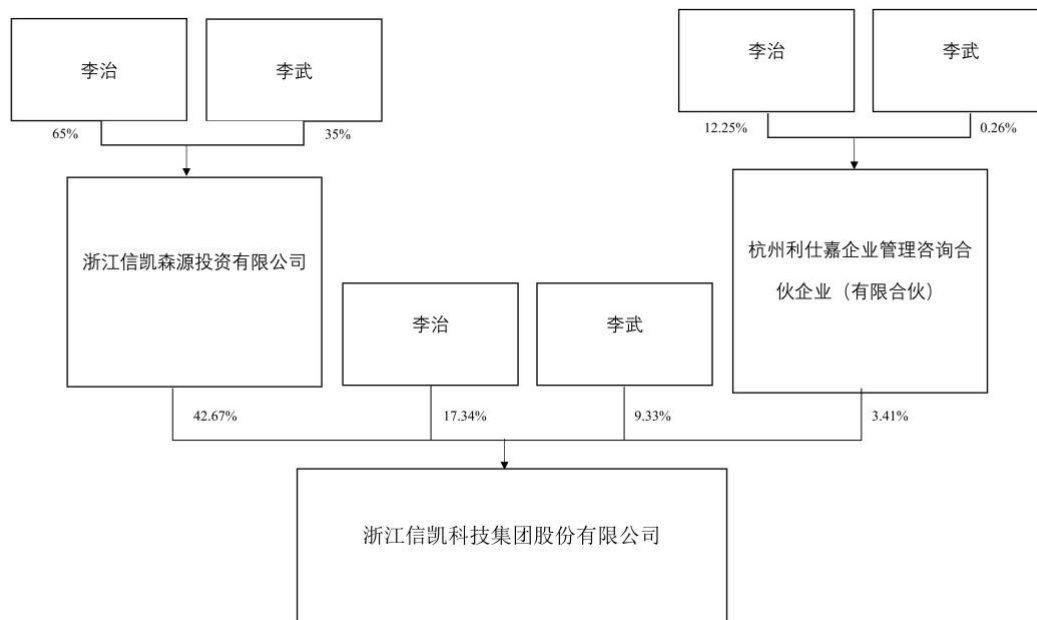 李治
李武
李治
李武
65%
35%
12.25%
0.26%
浙江信凯森源投资有限公司
杭州利仕嘉企业管理咨询合
伙企业（有限合伙）
李治
李武
42.67%
17.34%
9.33%
3.41%
浙江信凯科技集团股份有限公司